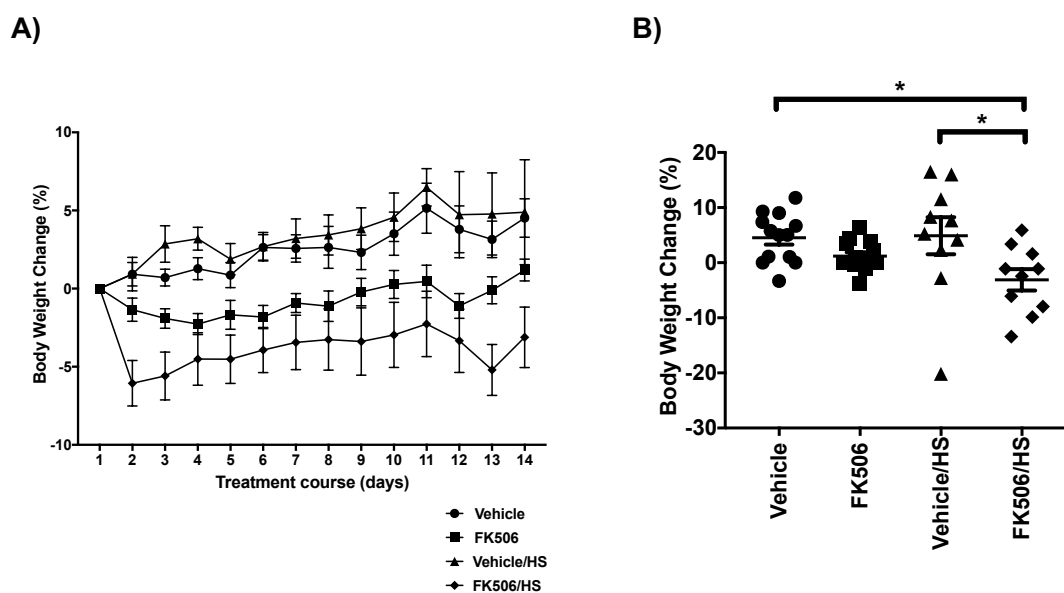 A)
B)
Body Weight Change (%)
10
5
0
-5
-10
1 2 3 4 5 6 7 8 9 10 11 12 13 14
Treatment course (days)
Vehicle
FK506
Vehicle/HS
FK506/HS
*
*
Body Weight Change (%)
20
10
0
-10
-20
-30
Vehicle
FK506
Vehicle/HS
FK506/HS